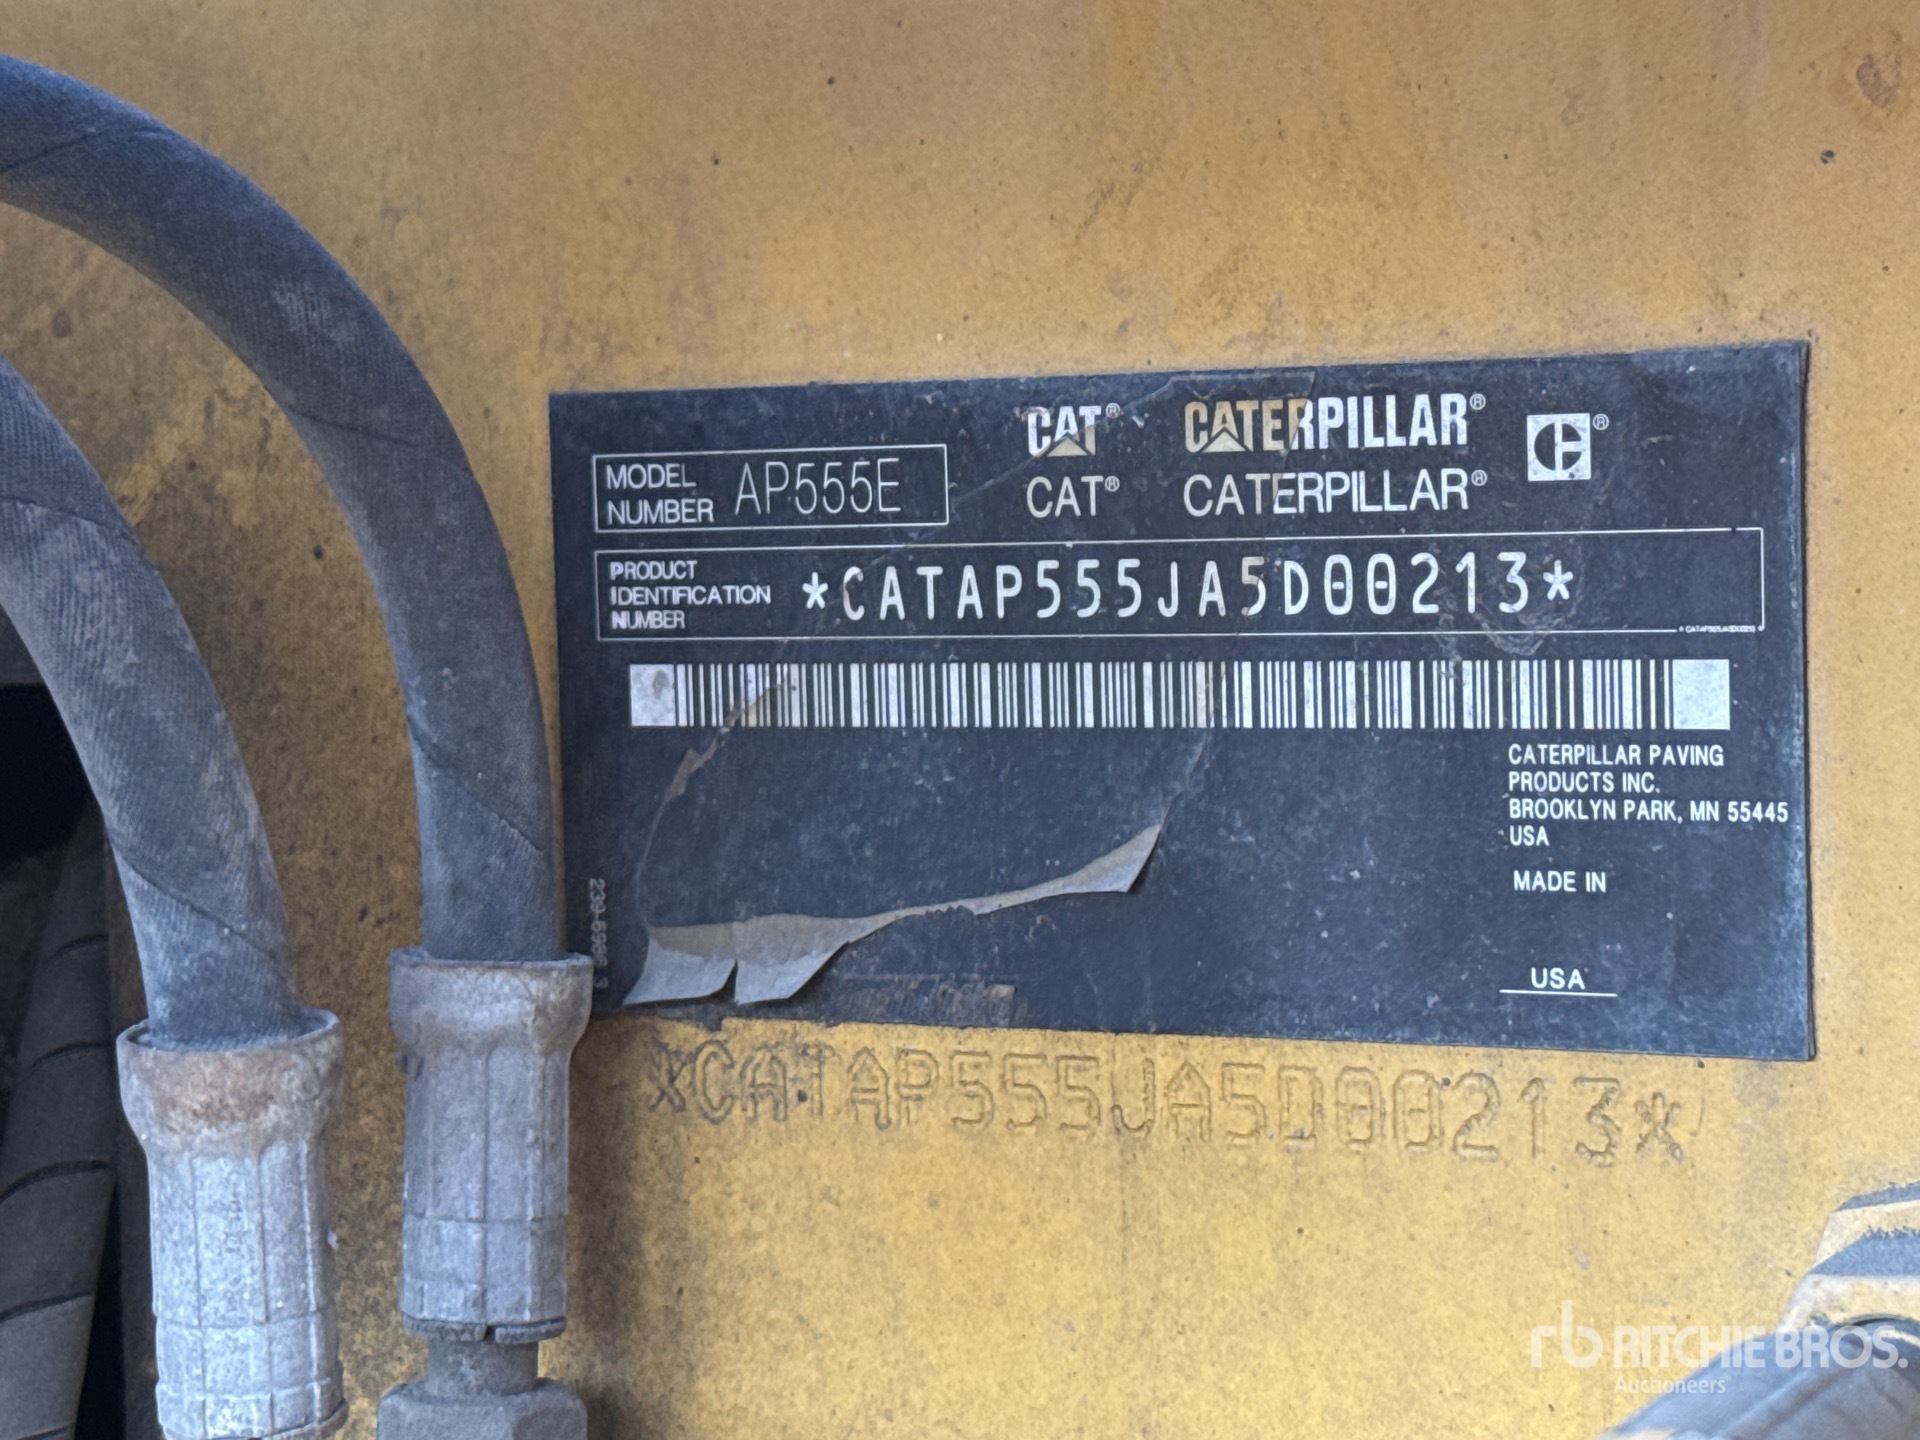 CAT® CATERPILLAR® ®
MODEL NUMBER AP555E
CAT® CATERPILLAR®
PRODUCT
IDENTIFICATION
NUMBER
*CATAP555JA5D00213*
CATERPILLAR PAVING
PRODUCTS INC.
BROOKLYN PARK, MN 55445
USA
MADE IN
USA
*CATAP555JA5D00213*
rb RITCHIE BROS.
Auctioneers